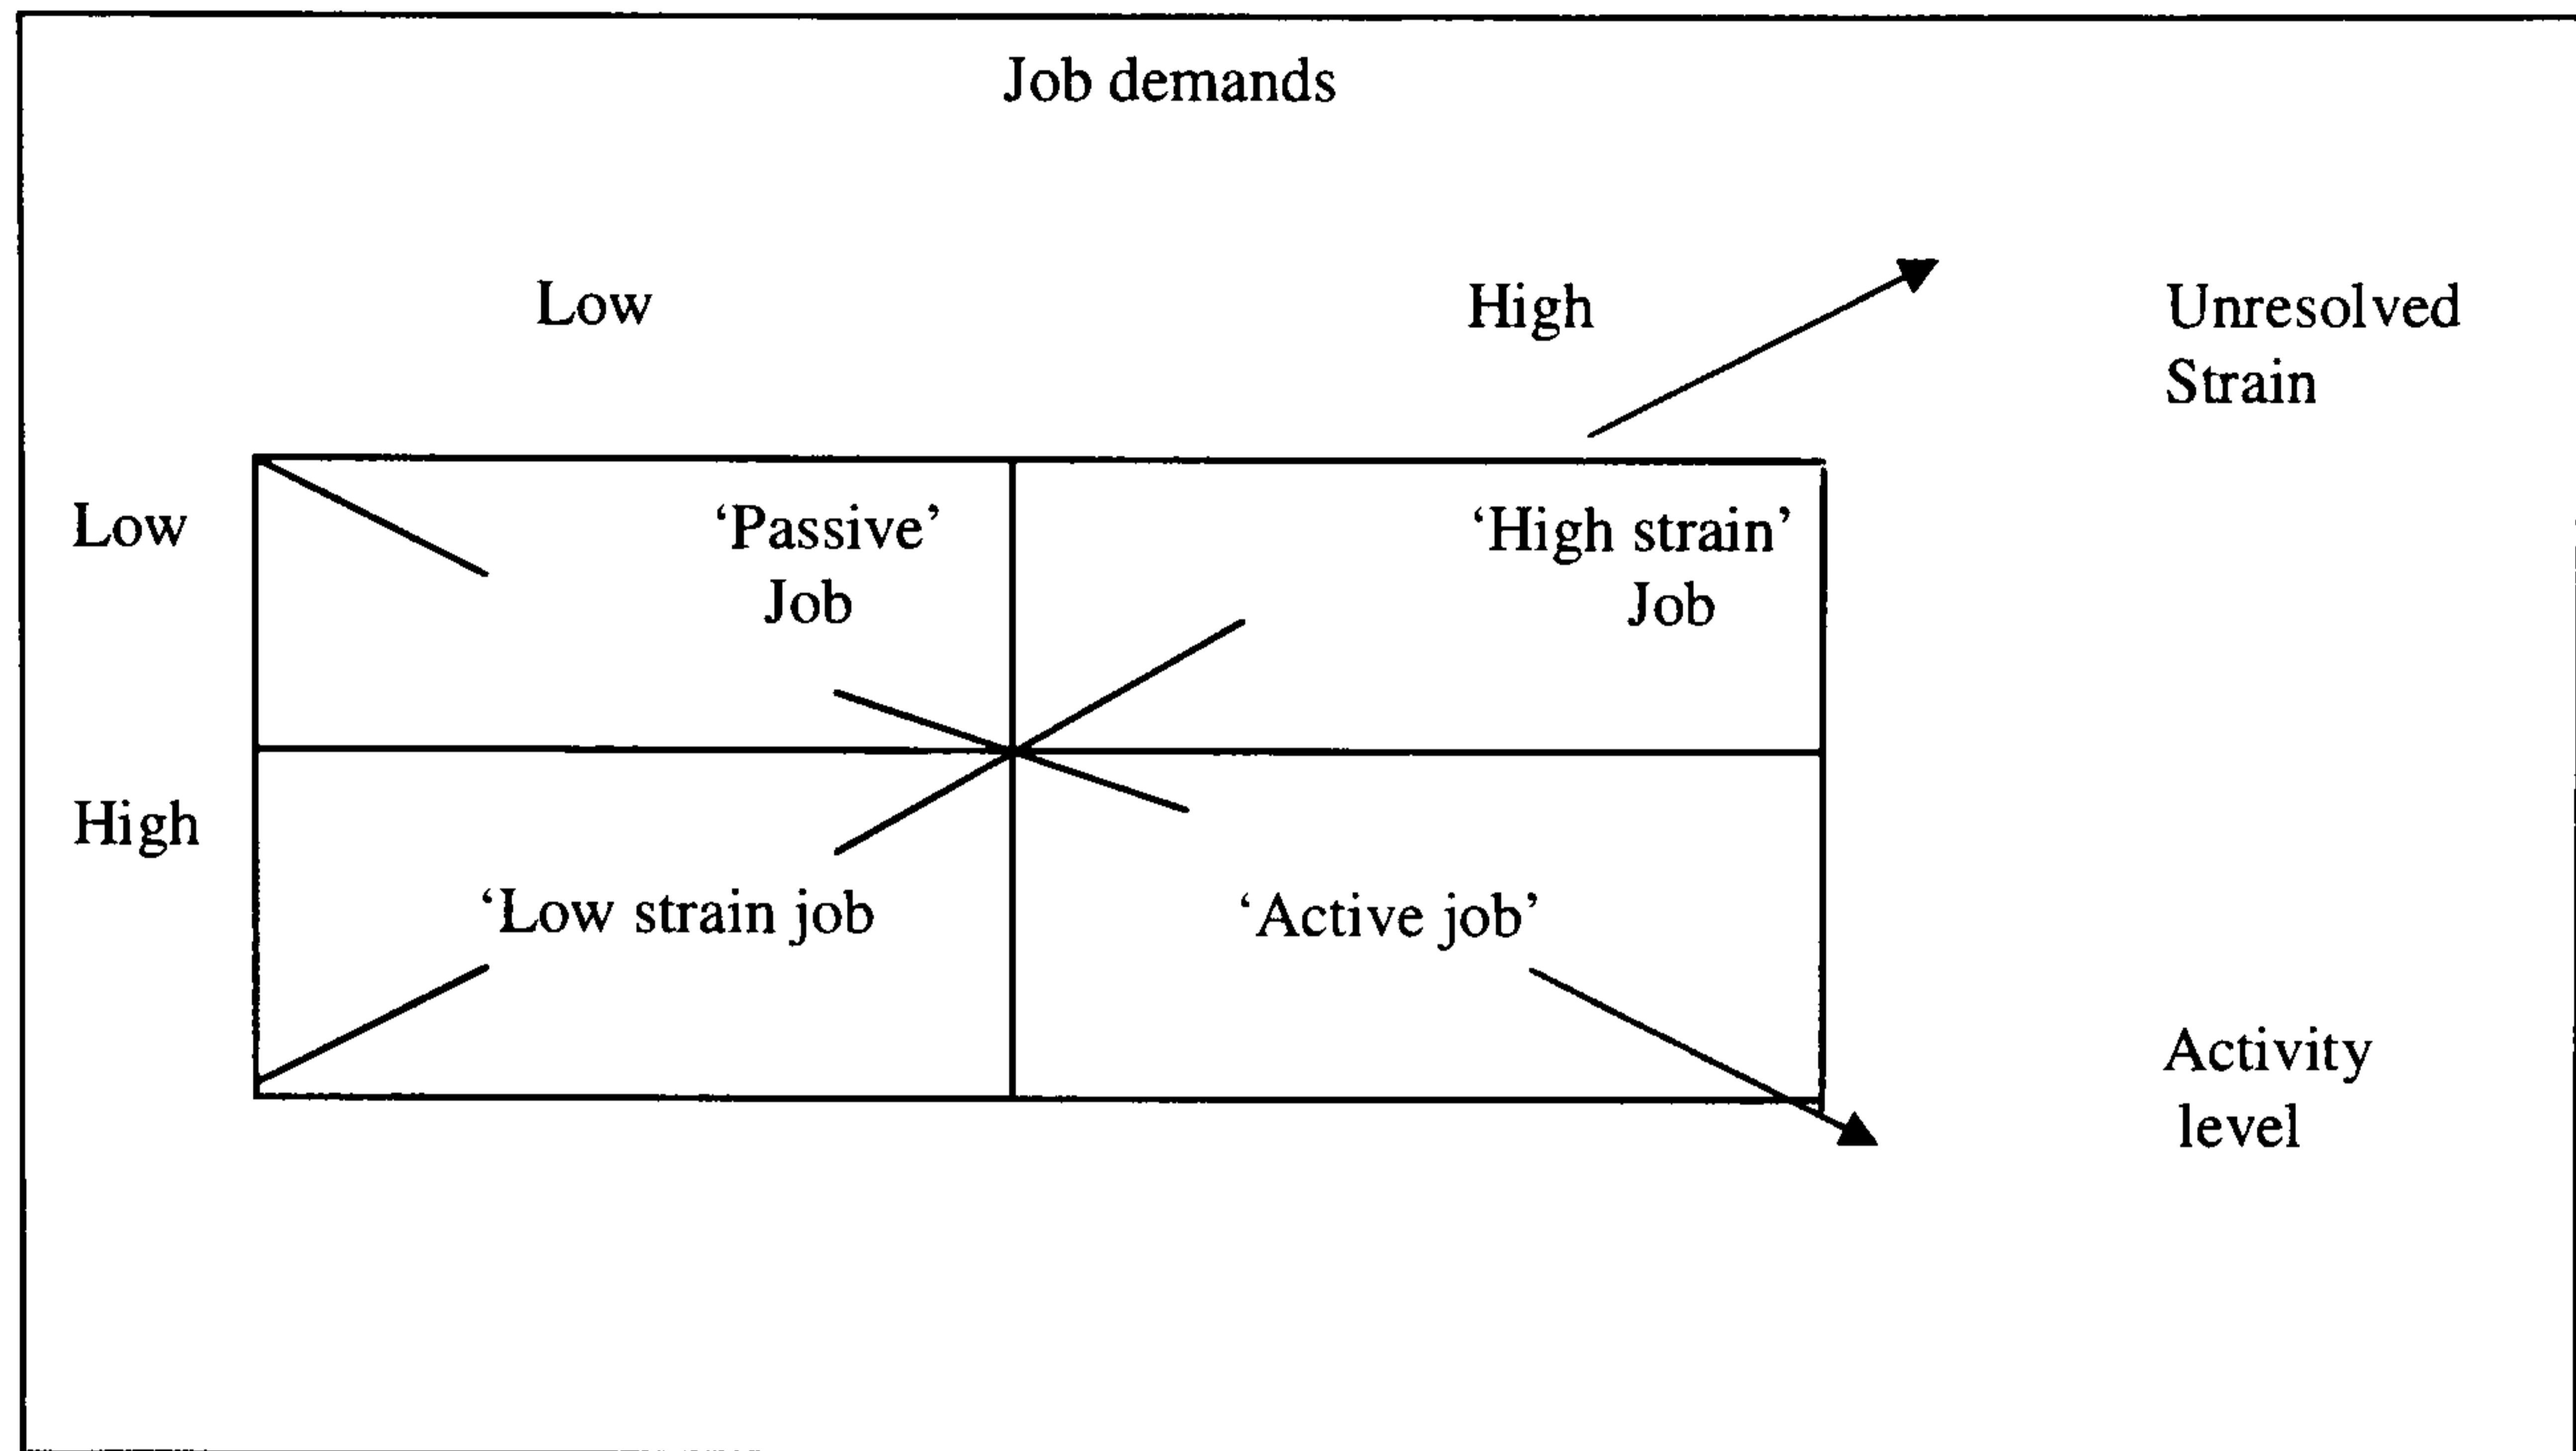 Job demands
Low
High
Unresolved
Strain
Low
‘Passive’
Job
‘High strain’
Job
High
‘Low strain job
‘Active job’
Activity
level